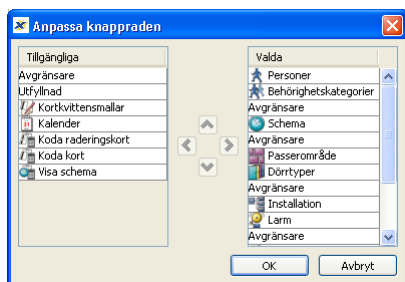 Anpassa knappraden
Tillgängliga
Avgränsare
Utfyllnad
Kortkvittensmallar
Kalender
Koda raderingskort
Koda kort
Visa schema
Valda
Personer
Behörighetskategorier
Avgränsare
Schema
Avgränsare
Passerområde
Dörrtyper
Avgränsare
Installation
Larm
Avgränsare
OK
Avbryt